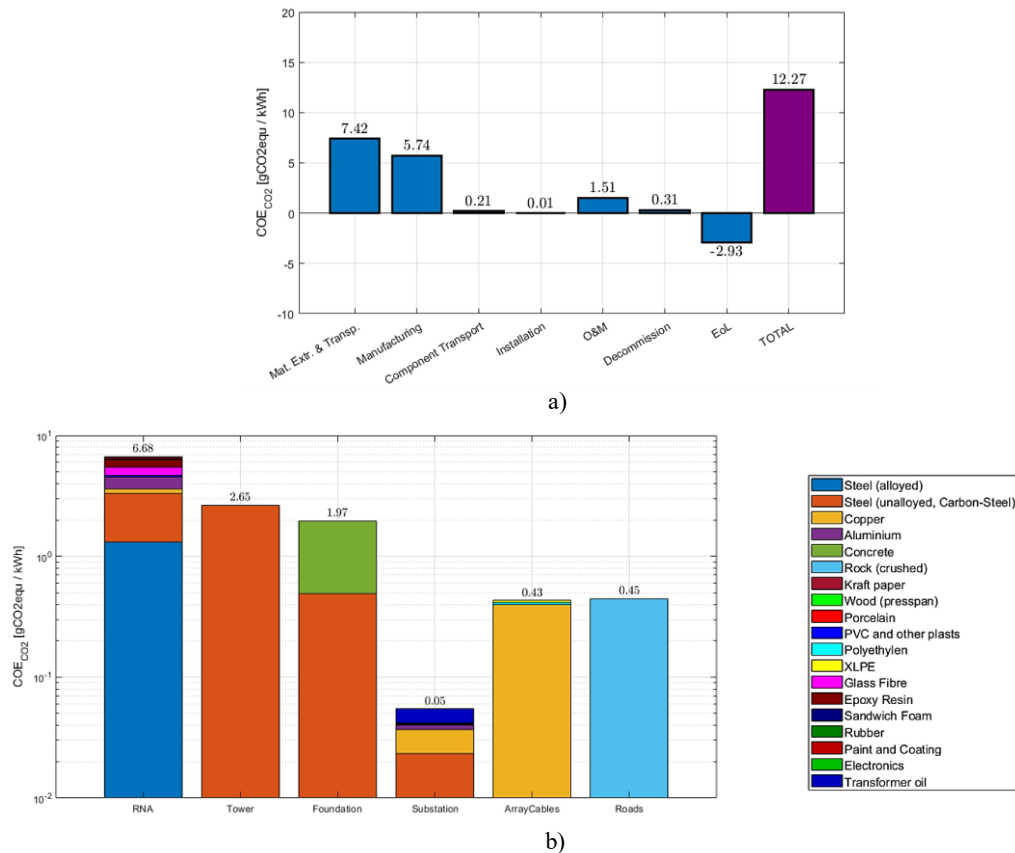 20
15
10
5
0
-5
-10
COE_CO2 [gCO2equ / kWh]
7.42
5.74
0.21
0.01
1.51
0.31
-2.93
12.27
Mat. Extr. & Transp.
Manufacturing
Component Transport
Installation
O&M
Decommission
EoL
TOTAL
a)
10^1
10^0
10^-1
10^-2
COE_CO2 [gCO2equ / kWh]
6.68
2.65
1.97
0.05
0.43
0.45
RNA
Tower
Foundation
Substation
ArrayCables
Roads
Steel (alloyed)
Steel (unalloyed, Carbon-Steel)
Copper
Aluminium
Concrete
Rock (crushed)
Kraft paper
Wood (presspan)
Porcelain
PVC and other plasts
Polyethylen
XLPE
Glass Fibre
Epoxy Resin
Sandwich Foam
Rubber
Paint and Coating
Electronics
Transformer oil
b)